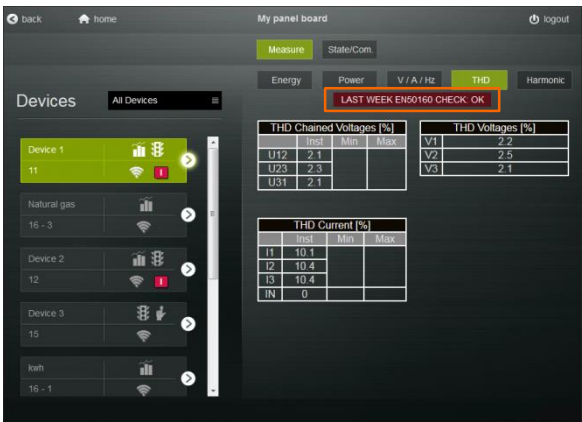 back home My panel board logout
Measure State/Com.
Energy Power V / A / Hz THD Harmonic
LAST WEEK EN50160 CHECK: OK
Devices All Devices
Device 1
11 I
Natural gas
16 - 3
Device 2
12 I
Device 3
15
kwh
16 - 1
THD Chained Voltages [%]
Inst Min Max
U12 2.1
U23 2.3
U31 2.1
THD Voltages [%]
V1 2.2
V2 2.5
V3 2.1
THD Current [%]
Inst Min Max
I1 10.1
I2 10.4
I3 10.4
IN 0